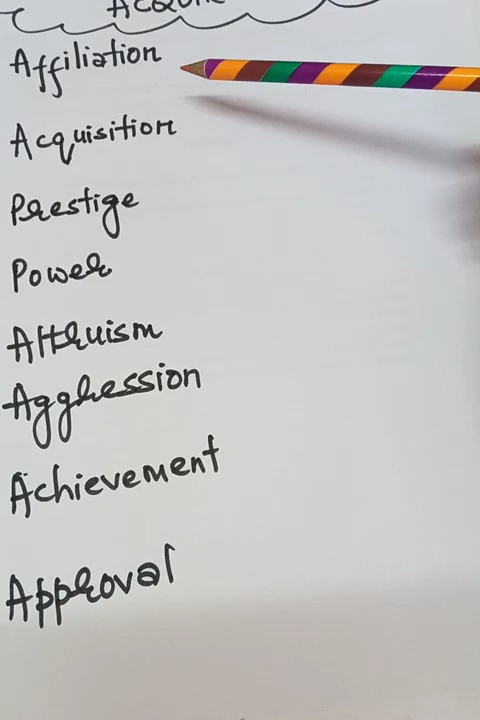 Affiliation
Acquisition
Prestige
Power
Altruism
Aggression
Achievement
Approval